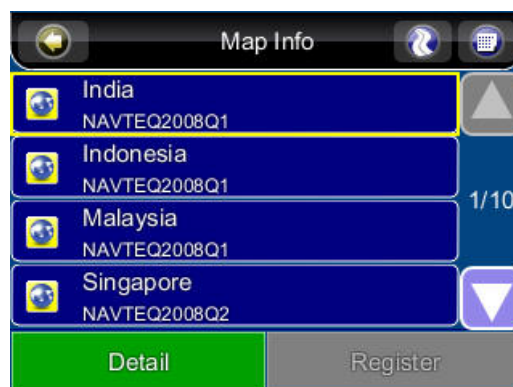 Map Info
India
NAVTEQ2008Q1
Indonesia
NAVTEQ2008Q1
Malaysia
NAVTEQ2008Q1
1/10
Singapore
NAVTEQ2008Q2
Detail
Register